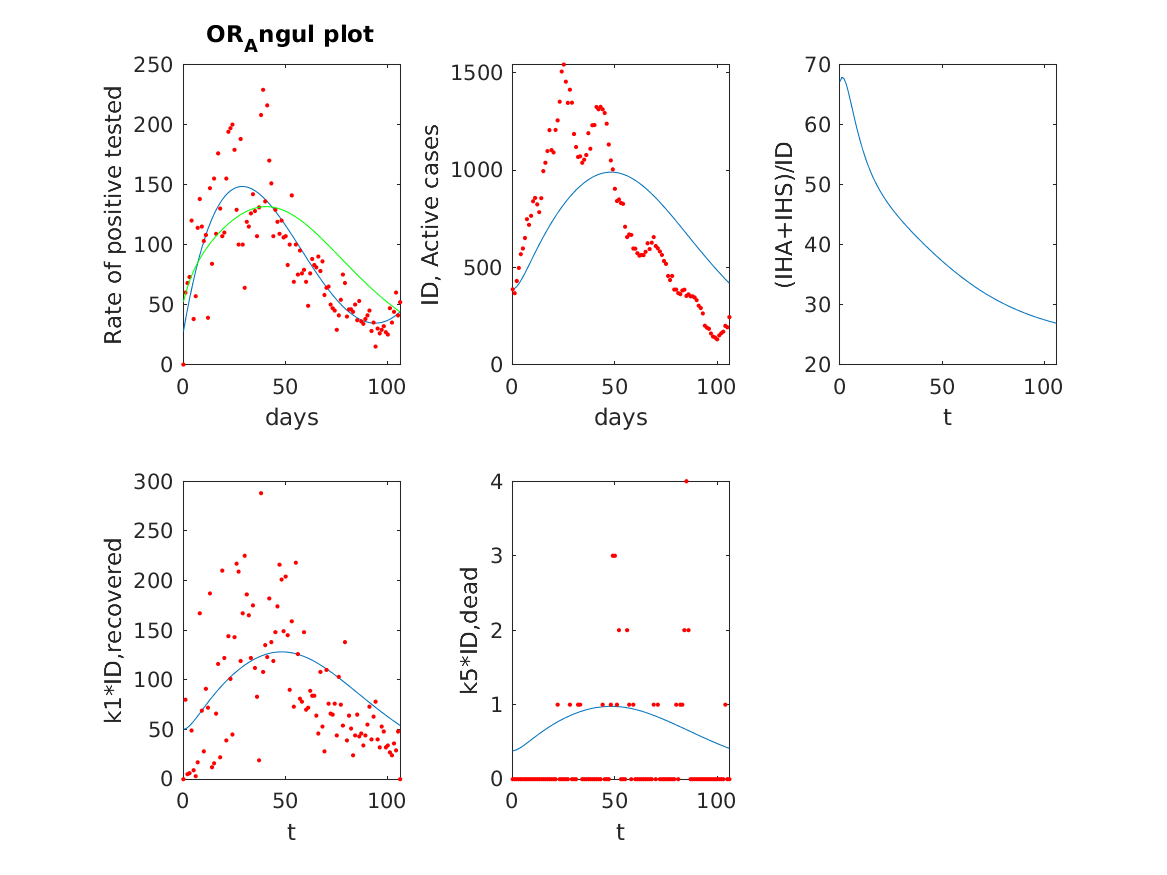 OR_Angul plot
250
200
150
100
50
0
Rate of positive tested
0 50 100
days
1500
1000
500
0
ID, Active cases
0 50 100
days
70
60
50
40
30
20
(IHA+IHS)/ID
0 50 100
t
300
250
200
150
100
50
0
k1*ID,recovered
0 50 100
t
4
3
2
1
0
k5*ID,dead
0 50 100
t